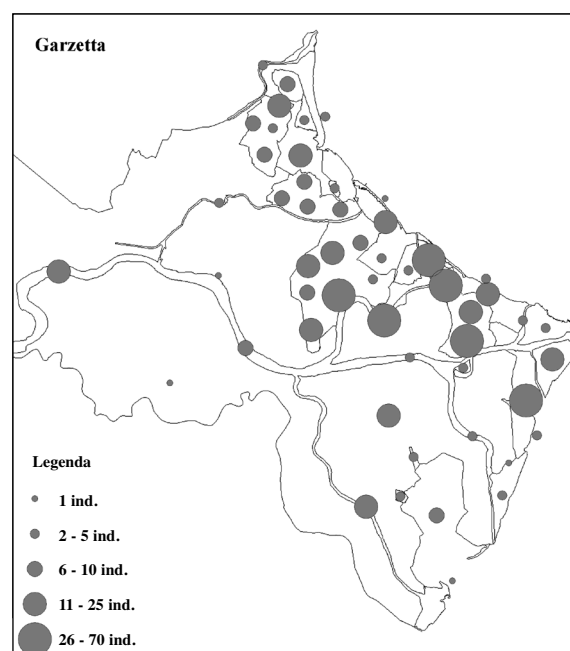 Garzetta
Legenda
1 ind.
2 - 5 ind.
6 - 10 ind.
11 - 25 ind.
26 - 70 ind.